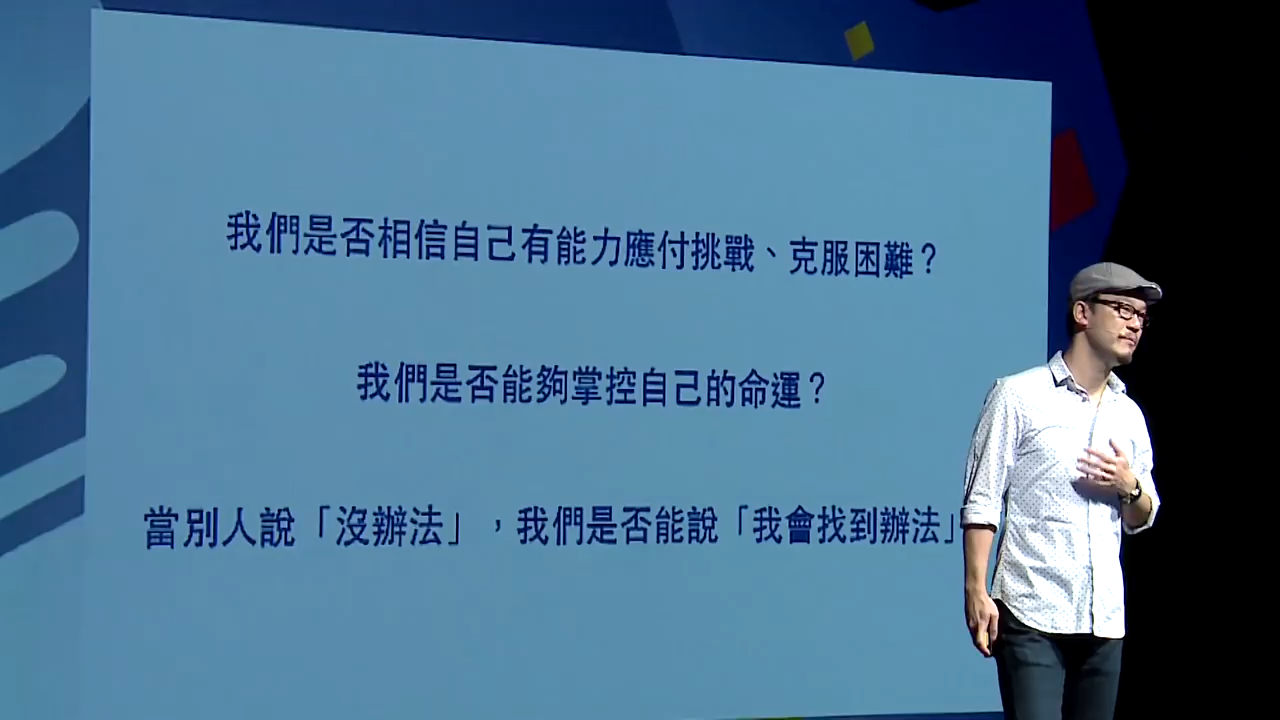 我們是否相信自己有能力應付挑戰、克服困難？
我們是否能夠掌控自己的命運？
當別人說「沒辦法」，我們是否能說「我會找到辦法」